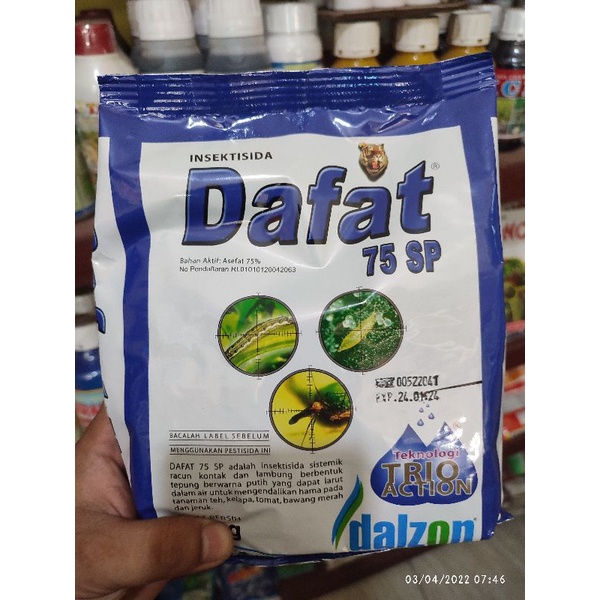 INSEKTISIDA
Dafat®
75 SP
Bahan Aktif: Asefat 75%
No Pendaftaran RI.01010120042063
00522041
EXP.24.01.24
BACALAH LABEL SEBELUM
MENGGUNAKAN PESTISIDA INI
DAFAT 75 SP adalah Insektisida sistemik
racun kontak dan lambung berbentuk
tepung berwarna putih yang dapat larut
dalam air untuk mengendalikan hama pada
tanaman teh, kelapa, tomat, bawang merah
dan jeruk.
Teknologi
TRIO
ACTION
dalzon
03/04/2022 07:46